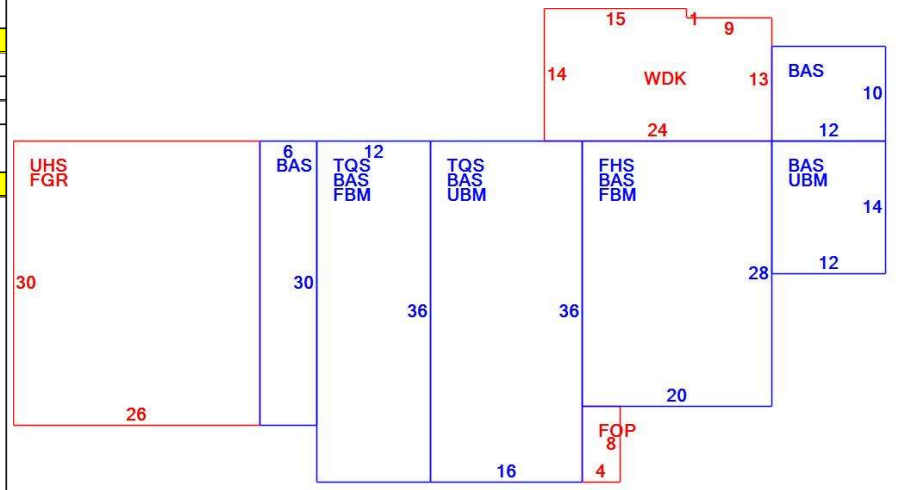 15
1
9
14
WDK
13
BAS
10
24
12
6
12
UHS
FGR
BAS
TQS
BAS
FBM
TQS
BAS
UBM
FHS
BAS
FBM
BAS
UBM
14
12
30
30
36
36
28
20
26
FOP
8
16
4